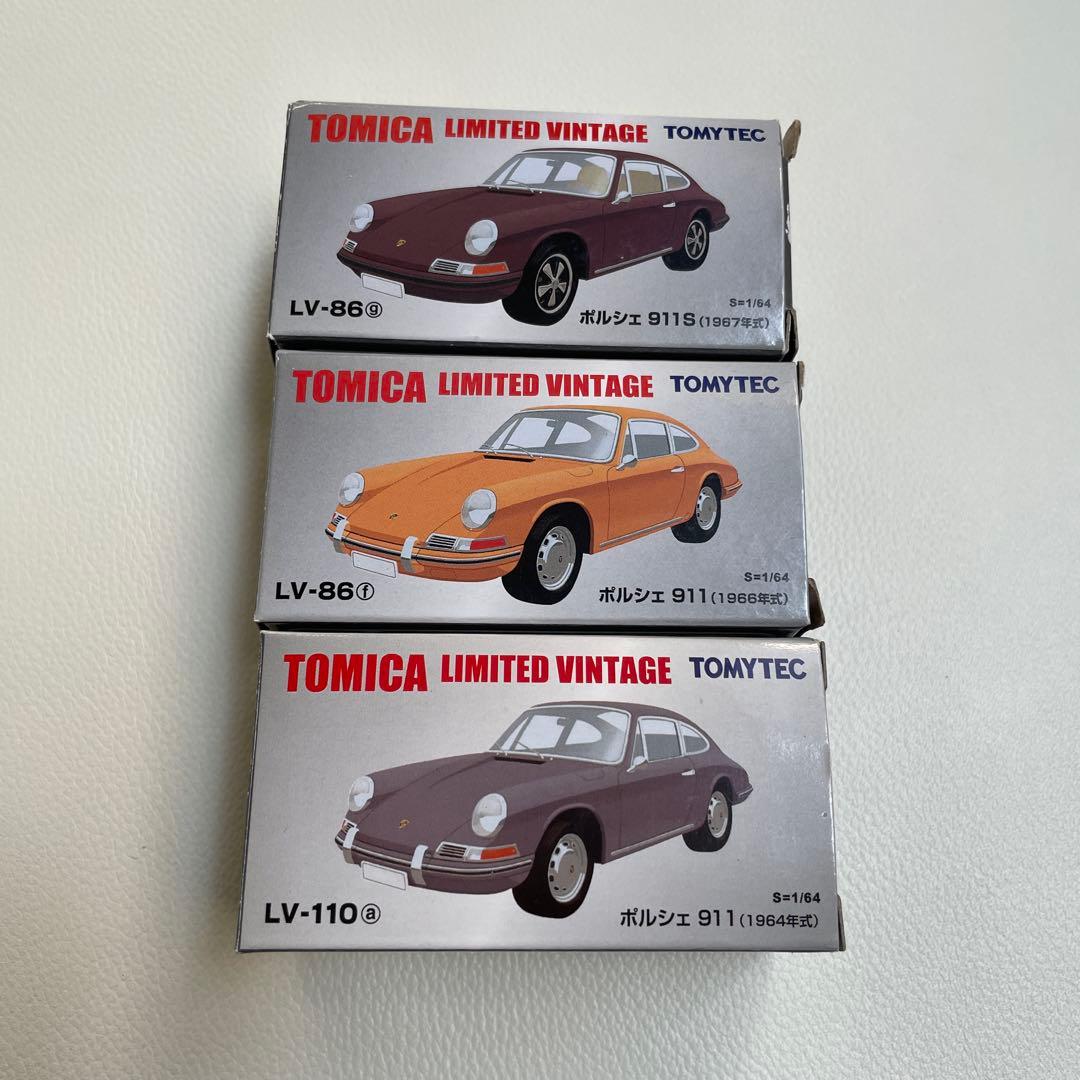 TOMICA LIMITED VINTAGE TOMYTEC
S=1/64
LV-86ⓖ ポルシェ 911S (1967年式)
TOMICA LIMITED VINTAGE TOMYTEC
S=1/64
LV-86ⓕ ポルシェ 911 (1966年式)
TOMICA LIMITED VINTAGE TOMYTEC
S=1/64
LV-110ⓐ ポルシェ 911 (1964年式)